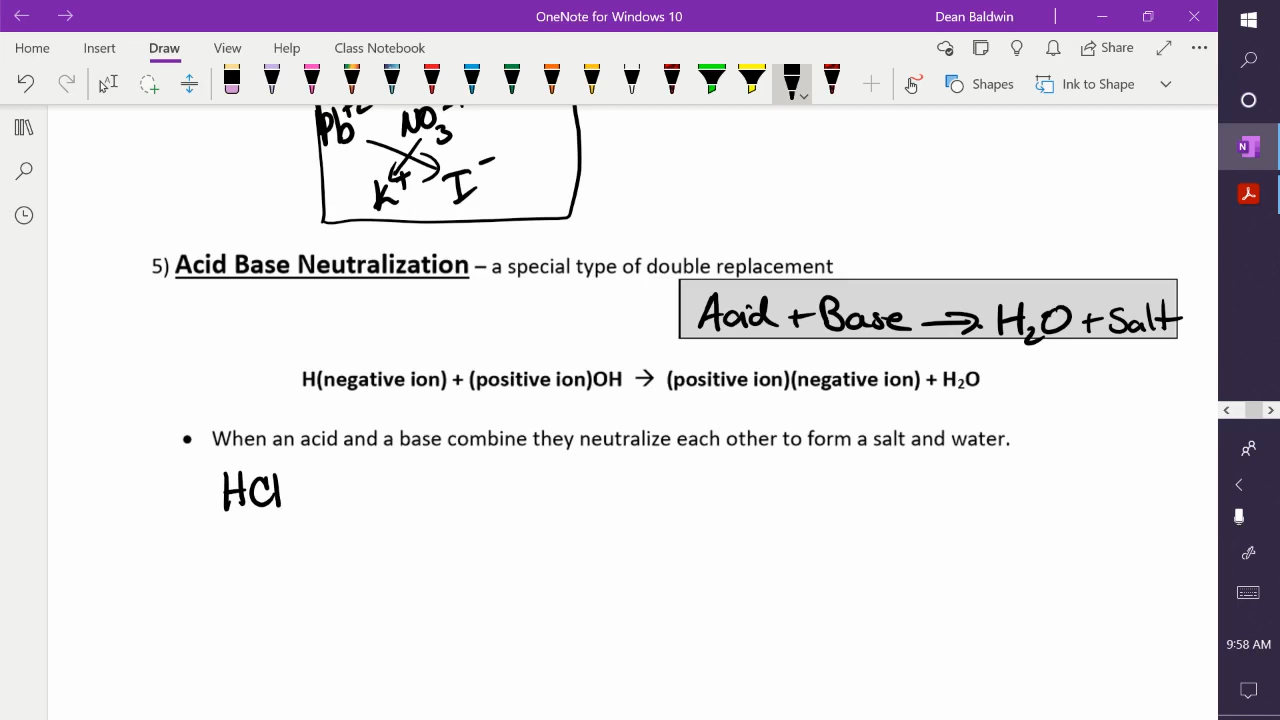 OneNote for Windows 10
Dean Baldwin
Home Insert Draw View Help Class Notebook
Share
Shapes Ink to Shape
Pb NO₃⁻
K⁺ I⁻
5) Acid Base Neutralization – a special type of double replacement
Acid + Base → H₂O + Salt
H(negative ion) + (positive ion)OH → (positive ion)(negative ion) + H₂O
• When an acid and a base combine they neutralize each other to form a salt and water.
HCl
9:58 AM